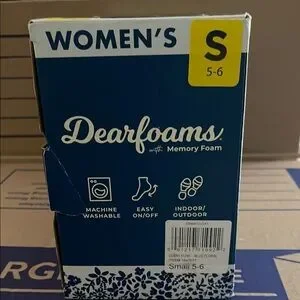 WOMEN'S
S
5-6
Dearfoams
with Memory Foam
MACHINE
WASHABLE
EASY
ON/OFF
INDOOR/
OUTDOOR
Small 5-6